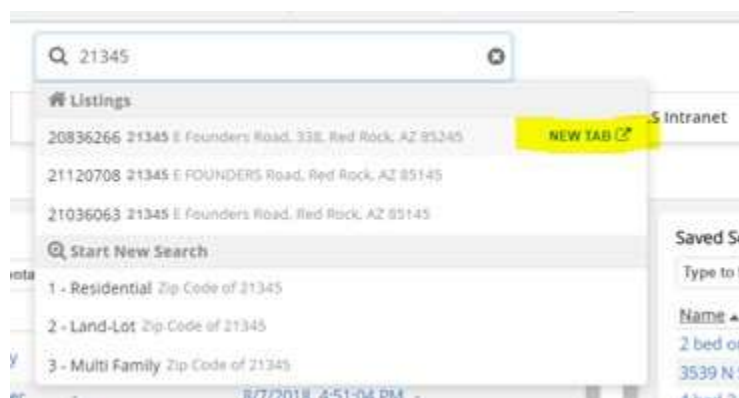 21345
Listings
S Intranet
20836266 21345 E Founders Road, 338, Red Rock, AZ 85245 NEW TAB
21120708 21345 E FOUNDERS Road, Red Rock, AZ 85145
21036063 21345 E Founders Road, Red Rock, AZ 85145
Start New Search
Saved S
1 - Residential Zip Code of 21345
Type to
2 - Land-Lot Zip Code of 21345
Name
2 bed o
3 - Multi Family Zip Code of 21345
3539 N
8/7/2018, 4:51:04 PM